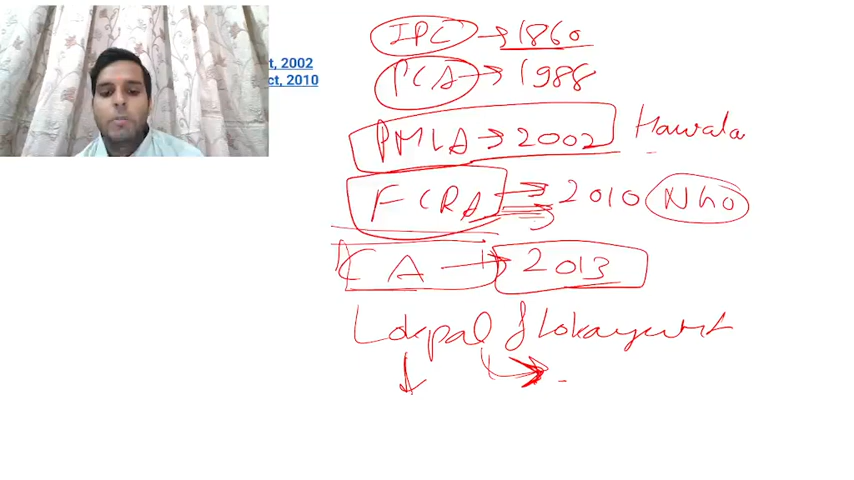 t, 2002
ct, 2010
IPC → 1860
PCA → 1988
PMLA → 2002 Hawala
FCRA → 2010 NGO
CA → 2013
Lokpal & Lokayukt